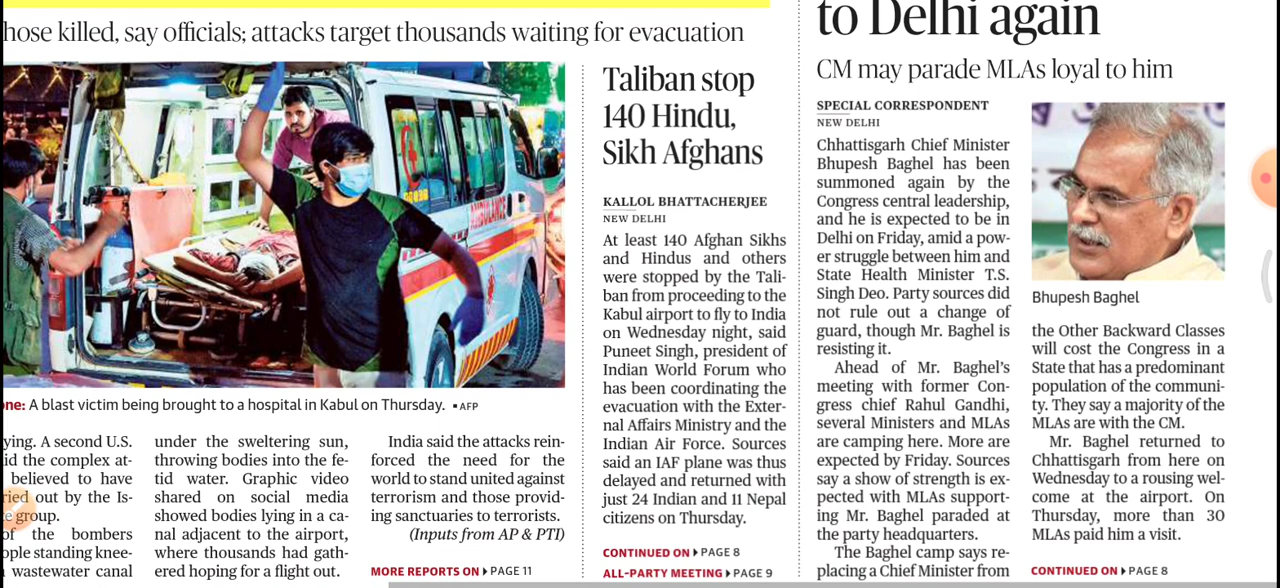 hose killed, say officials; attacks target thousands waiting for evacuation
AMBULANCE
one: A blast victim being brought to a hospital in Kabul on Thursday. ▪ AFP
ying. A second U.S.
id the complex at-
believed to have
ried out by the Is-
e group.
of the bombers
ople standing knee-
wastewater canal
under the sweltering sun,
throwing bodies into the fe-
tid water. Graphic video
shared on social media
showed bodies lying in a ca-
nal adjacent to the airport,
where thousands had gath-
ered hoping for a flight out.
India said the attacks rein-
forced the need for the
world to stand united against
terrorism and those provid-
ing sanctuaries to terrorists.
(Inputs from AP & PTI)
MORE REPORTS ON PAGE 11
Taliban stop
140 Hindu,
Sikh Afghans
KALLOL BHATTACHERJEE
NEW DELHI
At least 140 Afghan Sikhs
and Hindus and others
were stopped by the Tali-
ban from proceeding to the
Kabul airport to fly to India
on Wednesday night, said
Puneet Singh, president of
Indian World Forum who
has been coordinating the
evacuation with the Exter-
nal Affairs Ministry and the
Indian Air Force. Sources
said an IAF plane was thus
delayed and returned with
just 24 Indian and 11 Nepal
citizens on Thursday.
CONTINUED ON PAGE 8
ALL-PARTY MEETING PAGE 9
to Delhi again
CM may parade MLAs loyal to him
SPECIAL CORRESPONDENT
NEW DELHI
Chhattisgarh Chief Minister
Bhupesh Baghel has been
summoned again by the
Congress central leadership,
and he is expected to be in
Delhi on Friday, amid a pow-
er struggle between him and
State Health Minister T.S.
Singh Deo. Party sources did
not rule out a change of
guard, though Mr. Baghel is
resisting it.
Ahead of Mr. Baghel's
meeting with former Con-
gress chief Rahul Gandhi,
several Ministers and MLAs
are camping here. More are
expected by Friday. Sources
say a show of strength is ex-
pected with MLAs support-
ing Mr. Baghel paraded at
the party headquarters.
The Baghel camp says re-
placing a Chief Minister from
Bhupesh Baghel
the Other Backward Classes
will cost the Congress in a
State that has a predominant
population of the communi-
ty. They say a majority of the
MLAs are with the CM.
Mr. Baghel returned to
Chhattisgarh from here on
Wednesday to a rousing wel-
come at the airport. On
Thursday, more than 30
MLAs paid him a visit.
CONTINUED ON PAGE 8